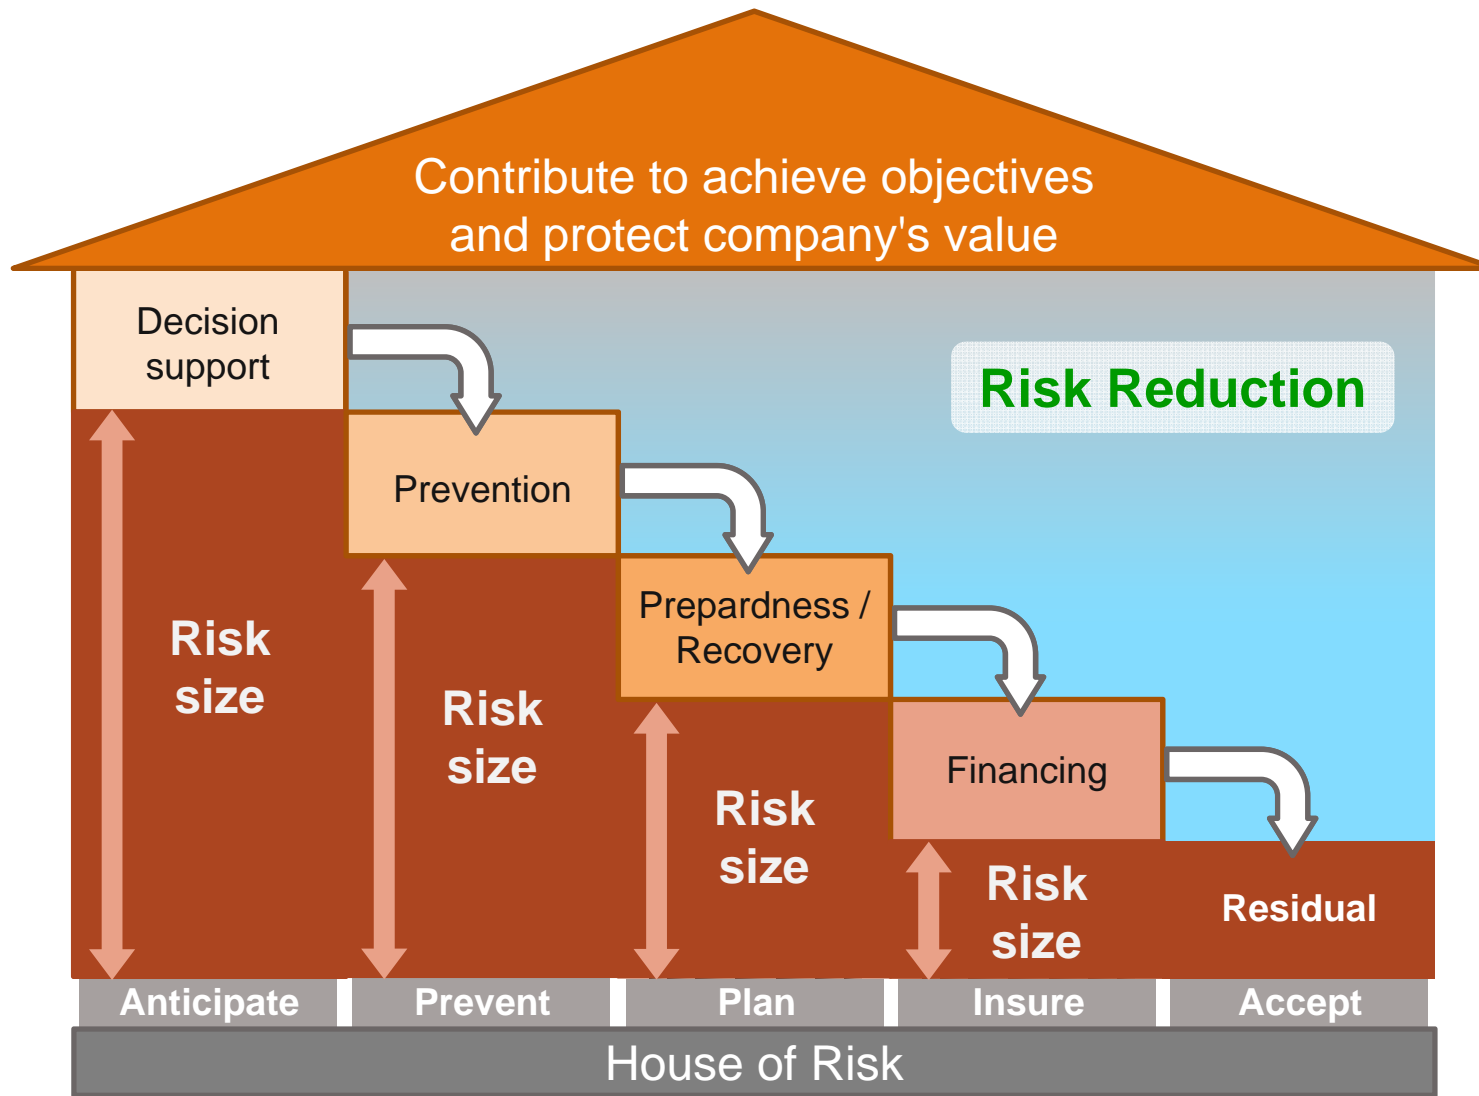 Contribute to achieve objectives
and protect company's value
Decision
support
Risk Reduction
Prevention
Prepardness /
Recovery
Financing
Risk
size
Risk
size
Risk
size
Risk
size
Residual
Anticipate
Prevent
Plan
Insure
Accept
House of Risk